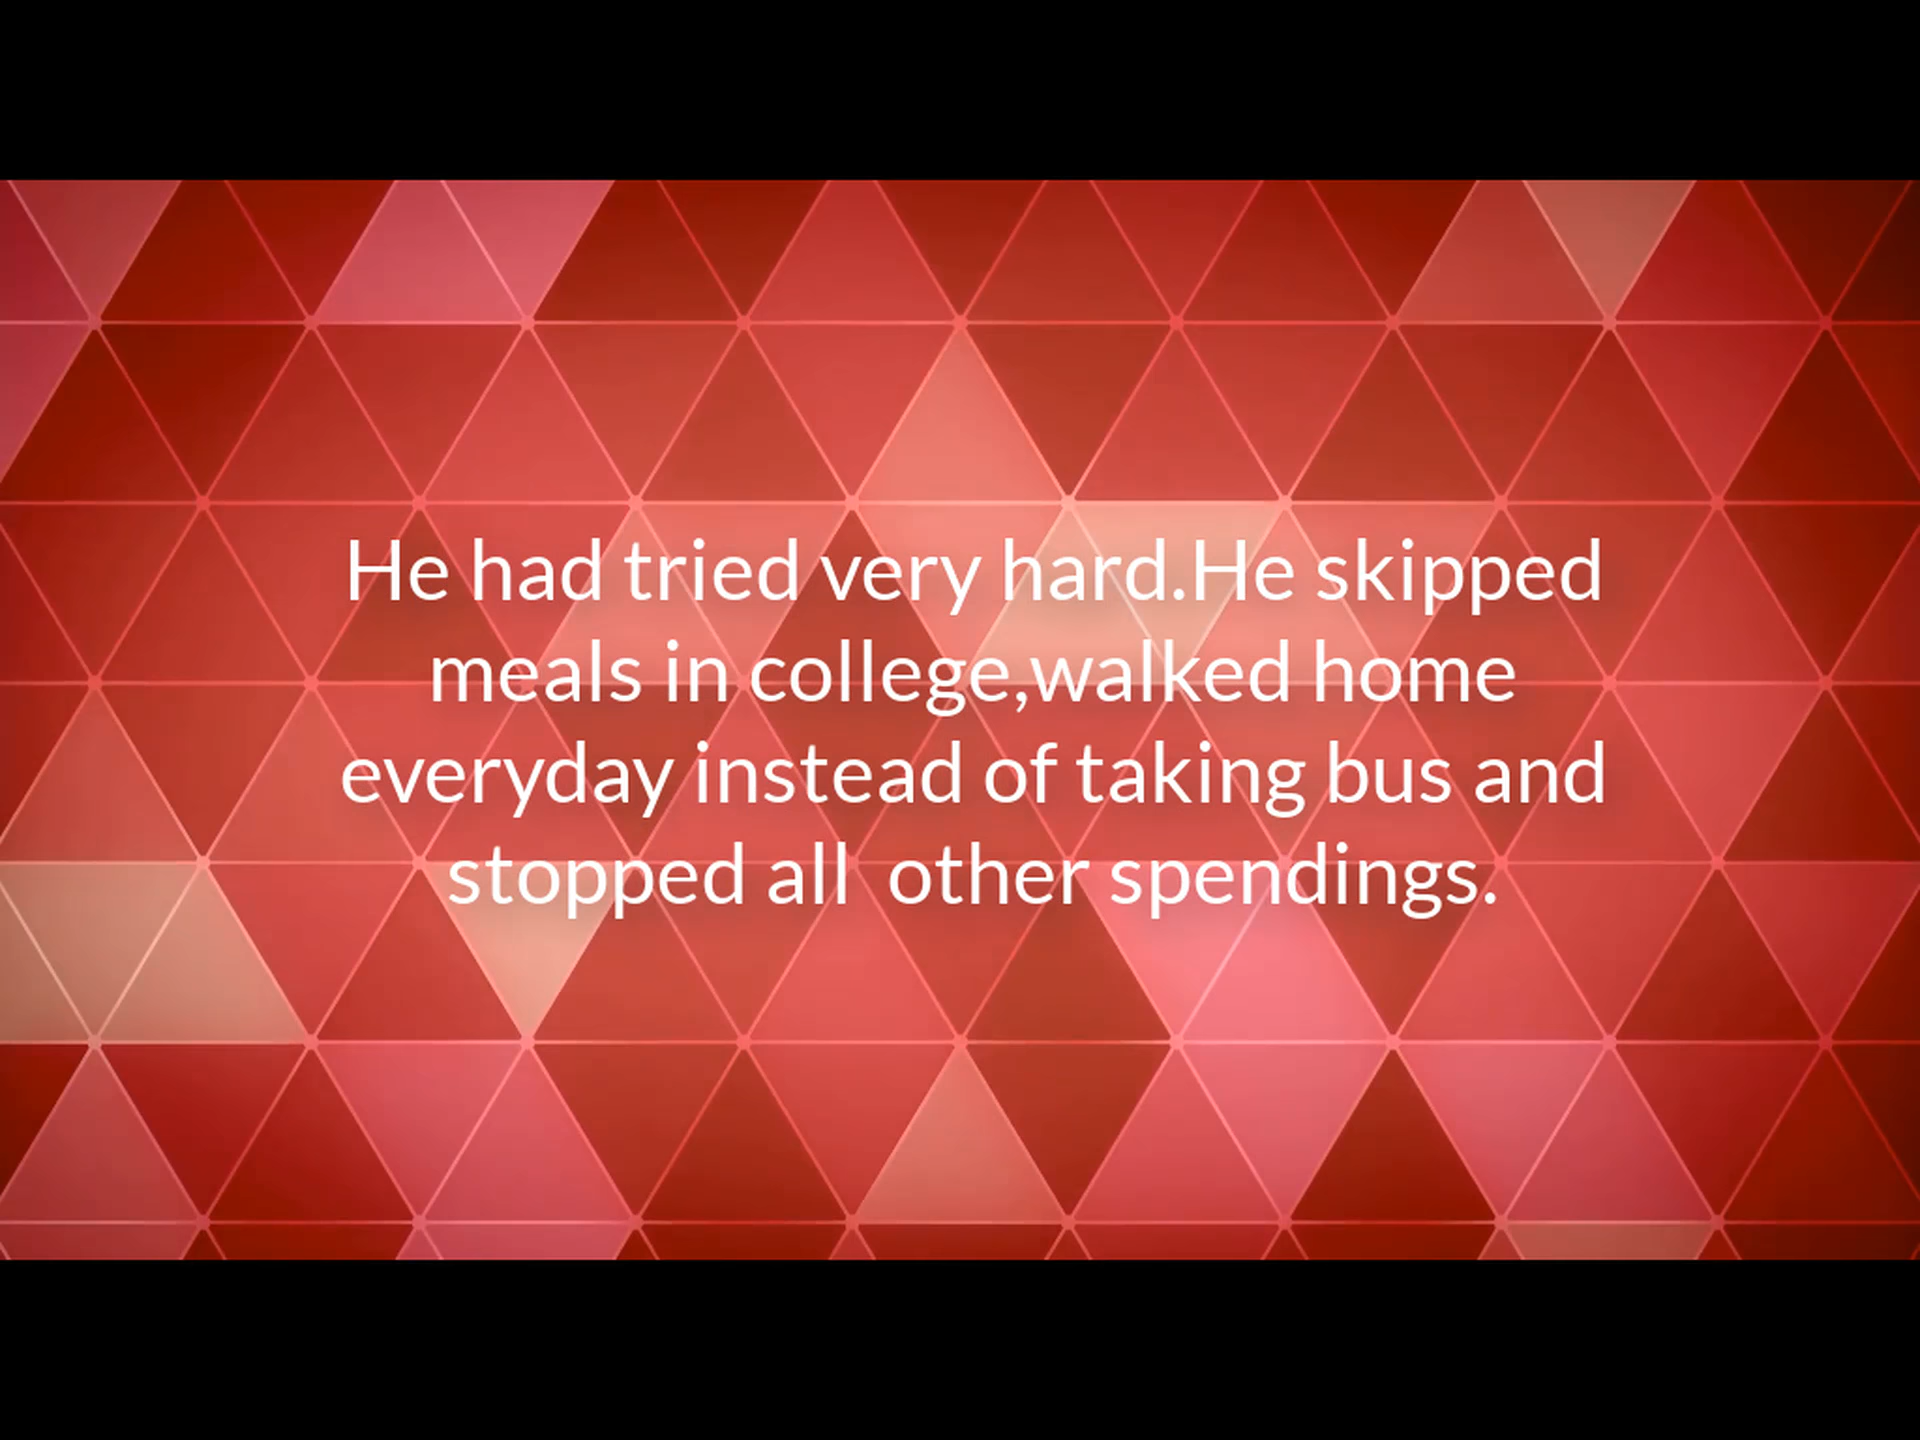 He had tried very hard.He skipped
meals in college,walked home
everyday instead of taking bus and
stopped all  other spendings.